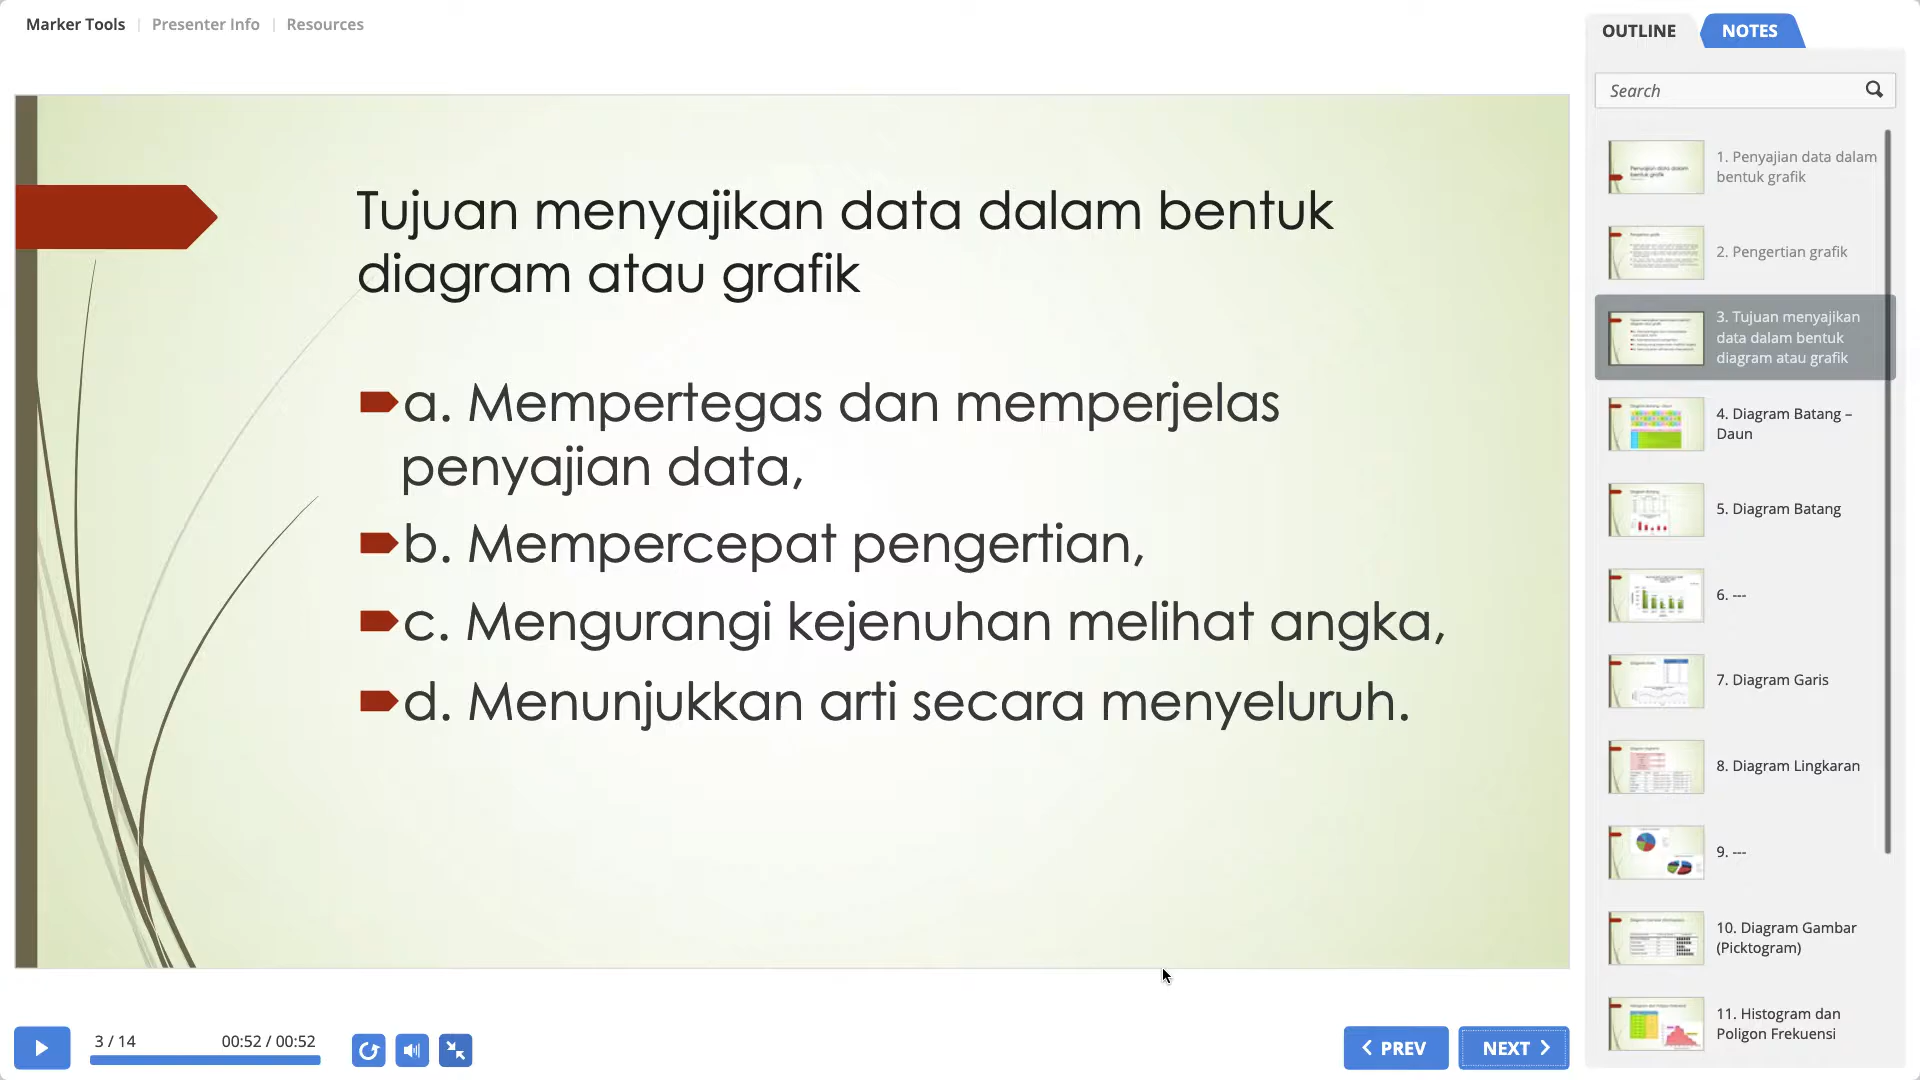 Marker Tools
Presenter Info
Resources
OUTLINE
NOTES
Search
Tujuan menyajikan data dalam bentuk
diagram atau grafik
a. Mempertegas dan memperjelas
penyajian data,
b. Mempercepat pengertian,
c. Mengurangi kejenuhan melihat angka,
d. Menunjukkan arti secara menyeluruh.
1. Penyajian data dalam
bentuk grafik
2. Pengertian grafik
3. Tujuan menyajikan
data dalam bentuk
diagram atau grafik
4. Diagram Batang –
Daun
5. Diagram Batang
6. ---
7. Diagram Garis
8. Diagram Lingkaran
9. ---
10. Diagram Gambar
(Picktogram)
11. Histogram dan
Poligon Frekuensi
3 / 14
00:52 / 00:52
PREV
NEXT